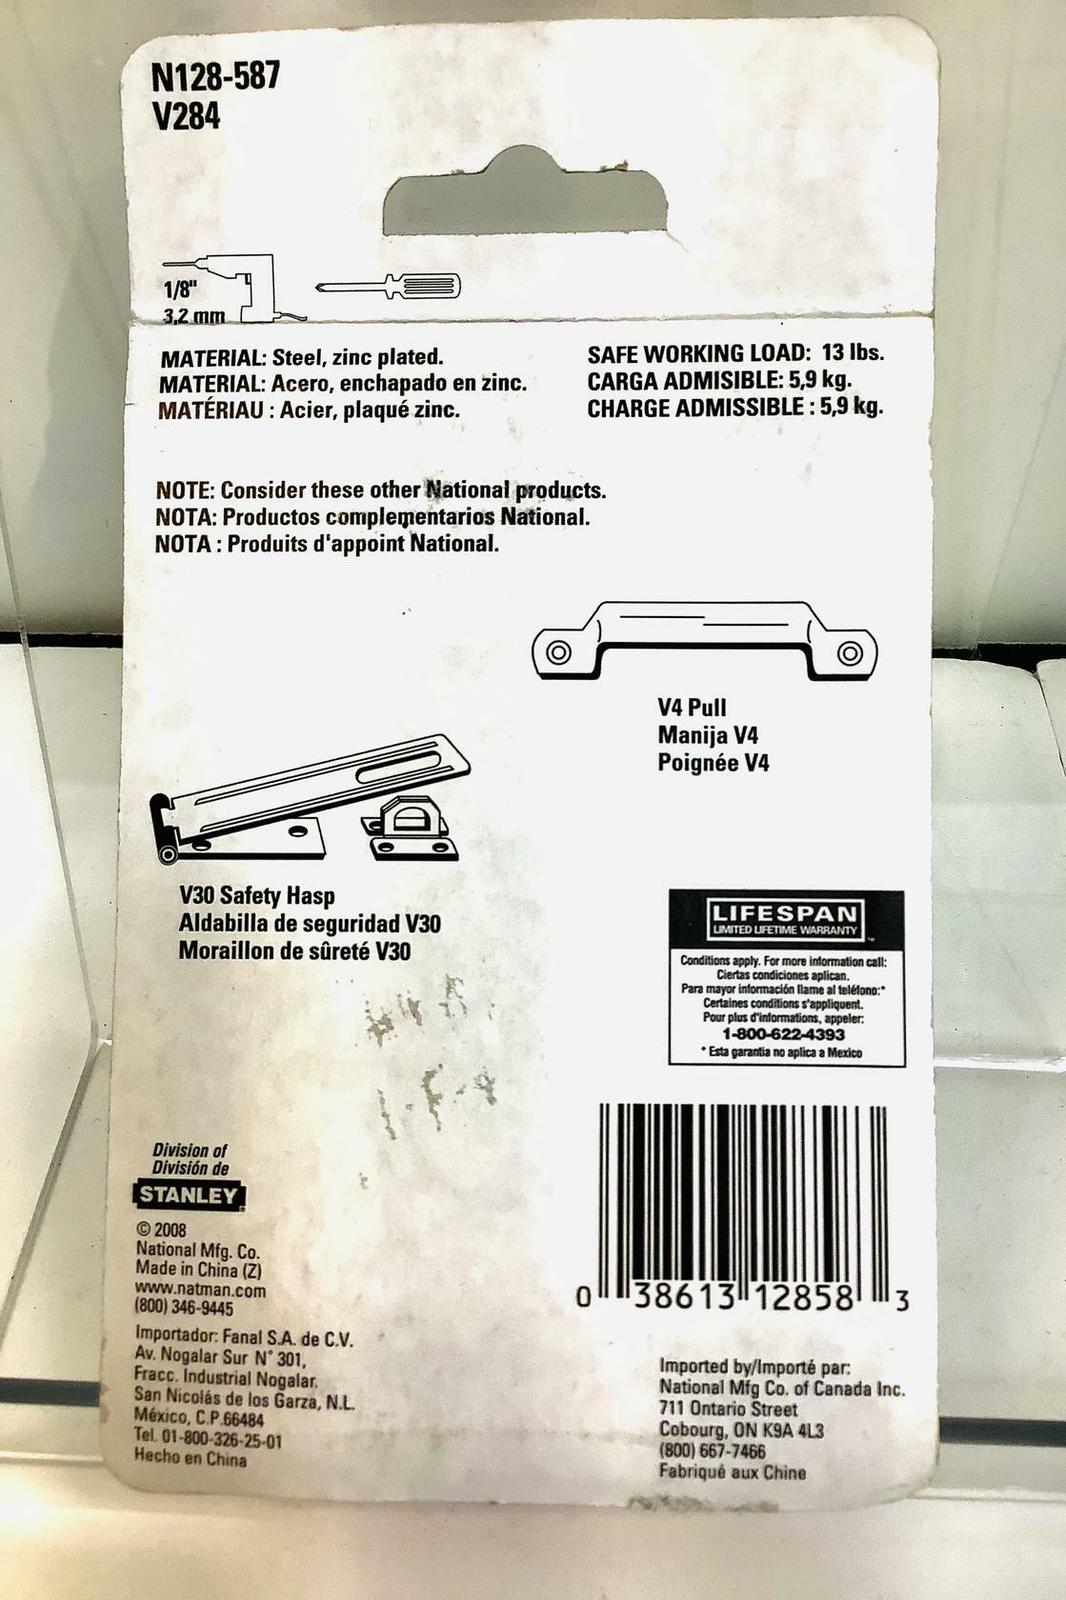 N128-587
V284
1/8"
3,2 mm
MATERIAL: Steel, zinc plated.
MATERIAL: Acero, enchapado en zinc.
MATÉRIAU : Acier, plaqué zinc.
SAFE WORKING LOAD: 13 lbs.
CARGA ADMISIBLE: 5,9 kg.
CHARGE ADMISSIBLE : 5,9 kg.
NOTE: Consider these other National products.
NOTA: Productos complementarios National.
NOTA : Produits d'appoint National.
V4 Pull
Manija V4
Poignée V4
V30 Safety Hasp
Aldabilla de seguridad V30
Moraillon de sûreté V30
LIFESPAN
LIMITED LIFETIME WARRANTY
™
Conditions apply. For more information call:
Ciertas condiciones aplican.
Para mayor información llame al teléfono:*
Certaines conditions s'appliquent.
Pour plus d'informations, appeler:
1-800-622-4393
* Esta garantia no aplica a Mexico
Division of
División de
STANLEY
© 2008
National Mfg. Co.
Made in China (Z)
www.natman.com
(800) 346-9445
Importador: Fanal S.A. de C.V.
Av. Nogalar Sur N° 301,
Fracc. Industrial Nogalar.
San Nicolás de los Garza, N.L.
México, C.P.66484
Tel. 01-800-326-25-01
Hecho en China
0 38613 12858 3
Imported by/Importé par:
National Mfg Co. of Canada Inc.
711 Ontario Street
Cobourg, ON K9A 4L3
(800) 667-7466
Fabriqué aux Chine